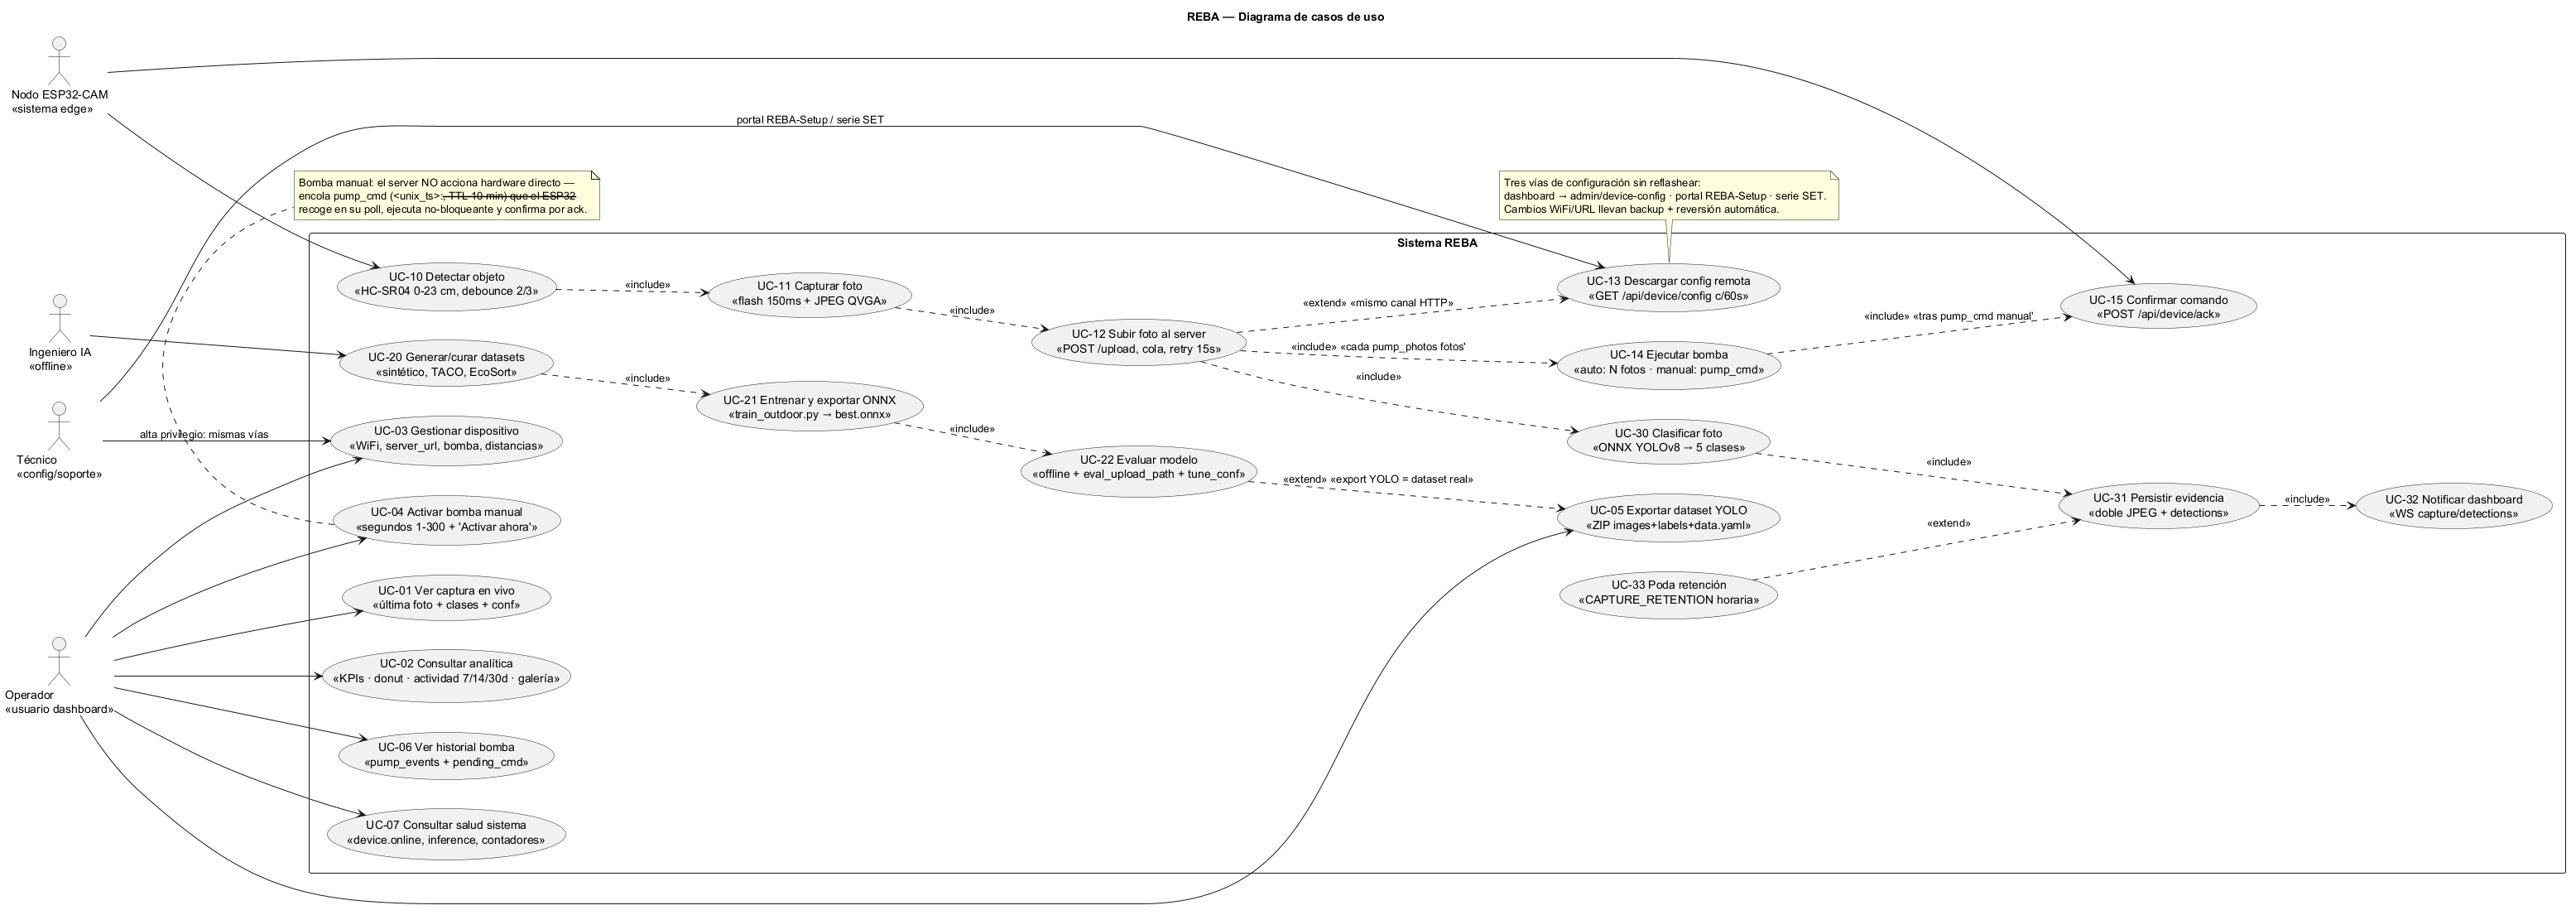 REBA — Diagrama de casos de uso
Nodo ESP32-CAM
«sistema edge»
portal REBA-Setup / serie SET
Bomba manual: el server NO acciona hardware directo —
encola pump_cmd (<unix_ts>:, TTL 10 min) que el ESP32
recoge en su poll, ejecuta no-bloqueante y confirma por ack.
Tres vías de configuración sin reflashear:
dashboard → admin/device-config · portal REBA-Setup · serie SET.
Cambios WiFi/URL llevan backup + reversión automática.
Sistema REBA
UC-10 Detectar objeto
«HC-SR04 0-23 cm, debounce 2/3»
«include»
UC-11 Capturar foto
«flash 150ms + JPEG QVGA»
«include»
UC-12 Subir foto al server
«POST /upload, cola, retry 15s»
«extend» «mismo canal HTTP»
UC-13 Descargar config remota
«GET /api/device/config c/60s»
«include» «tras pump_cmd manual'
UC-15 Confirmar comando
«POST /api/device/ack»
«include» «cada pump_photos fotos'
UC-14 Ejecutar bomba
«auto: N fotos · manual: pump_cmd»
«include»
Ingeniero IA
«offline»
UC-20 Generar/curar datasets
«sintético, TACO, EcoSort»
«include»
UC-21 Entrenar y exportar ONNX
«train_outdoor.py → best.onnx»
«include»
UC-22 Evaluar modelo
«offline + eval_upload_path + tune_conf»
«extend» «export YOLO = dataset real»
UC-30 Clasificar foto
«ONNX YOLOv8 → 5 clases»
«include»
UC-05 Exportar dataset YOLO
«ZIP images+labels+data.yaml»
«extend»
UC-31 Persistir evidencia
«doble JPEG + detections»
«include»
UC-32 Notificar dashboard
«WS capture/detections»
UC-33 Poda retención
«CAPTURE_RETENTION horaria»
Técnico
«config/soporte»
alta privilegio: mismas vías
UC-03 Gestionar dispositivo
«WiFi, server_url, bomba, distancias»
UC-04 Activar bomba manual
«segundos 1-300 + 'Activar ahora'»
UC-01 Ver captura en vivo
«última foto + clases + conf»
Operador
«usuario dashboard»
UC-02 Consultar analítica
«KPIs · donut · actividad 7/14/30d · galería»
UC-06 Ver historial bomba
«pump_events + pending_cmd»
UC-07 Consultar salud sistema
«device.online, inference, contadores»